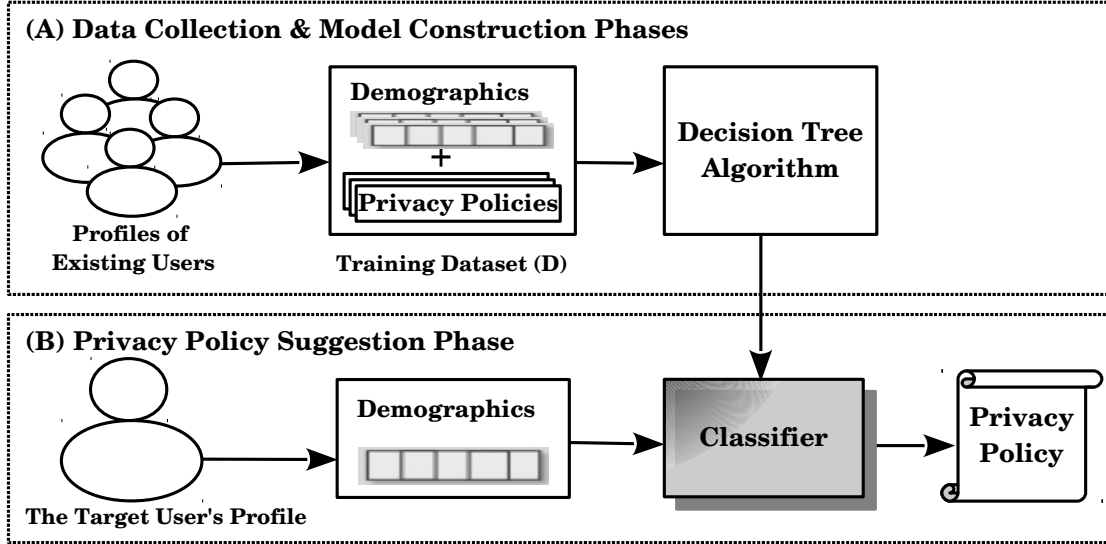 (A) Data Collection & Model Construction Phases
Demographics
+
Privacy Policies
Decision Tree
Algorithm
Profiles of
Existing Users
Training Dataset (D)
(B) Privacy Policy Suggestion Phase
Demographics
Classifier
Privacy
Policy
The Target User's Profile